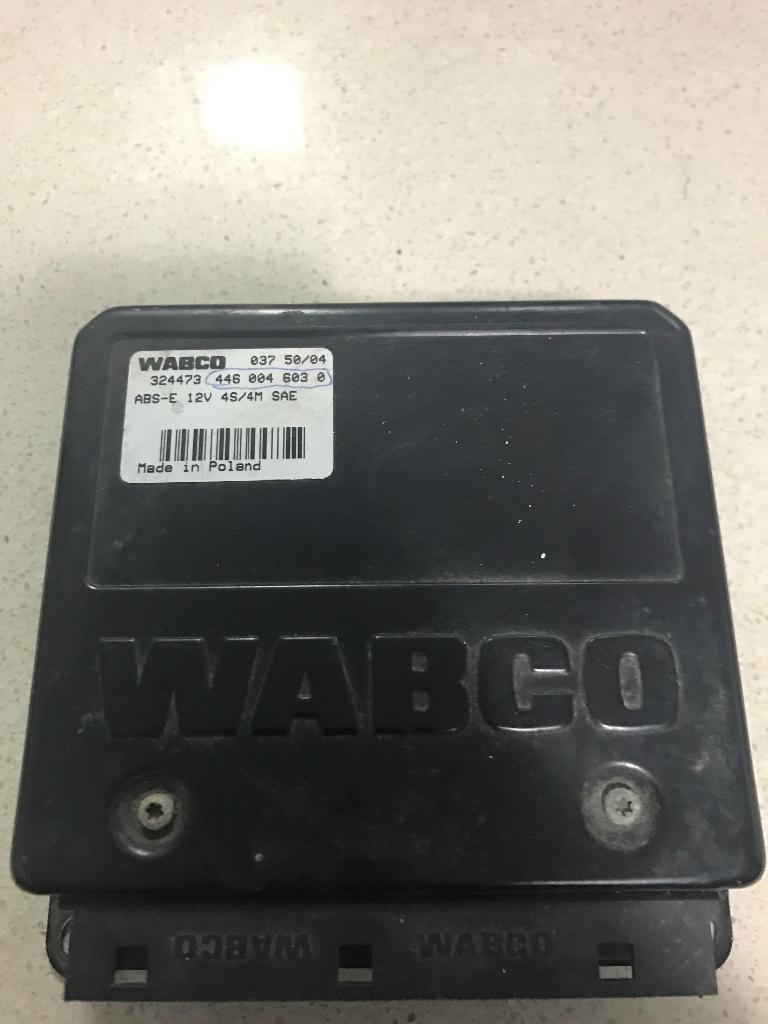 WABCO 037 50/04
324473 446 004 603 0
ABS-E 12V 4S/4M SAE
Made in Poland
WABCO
WABCO WABCO